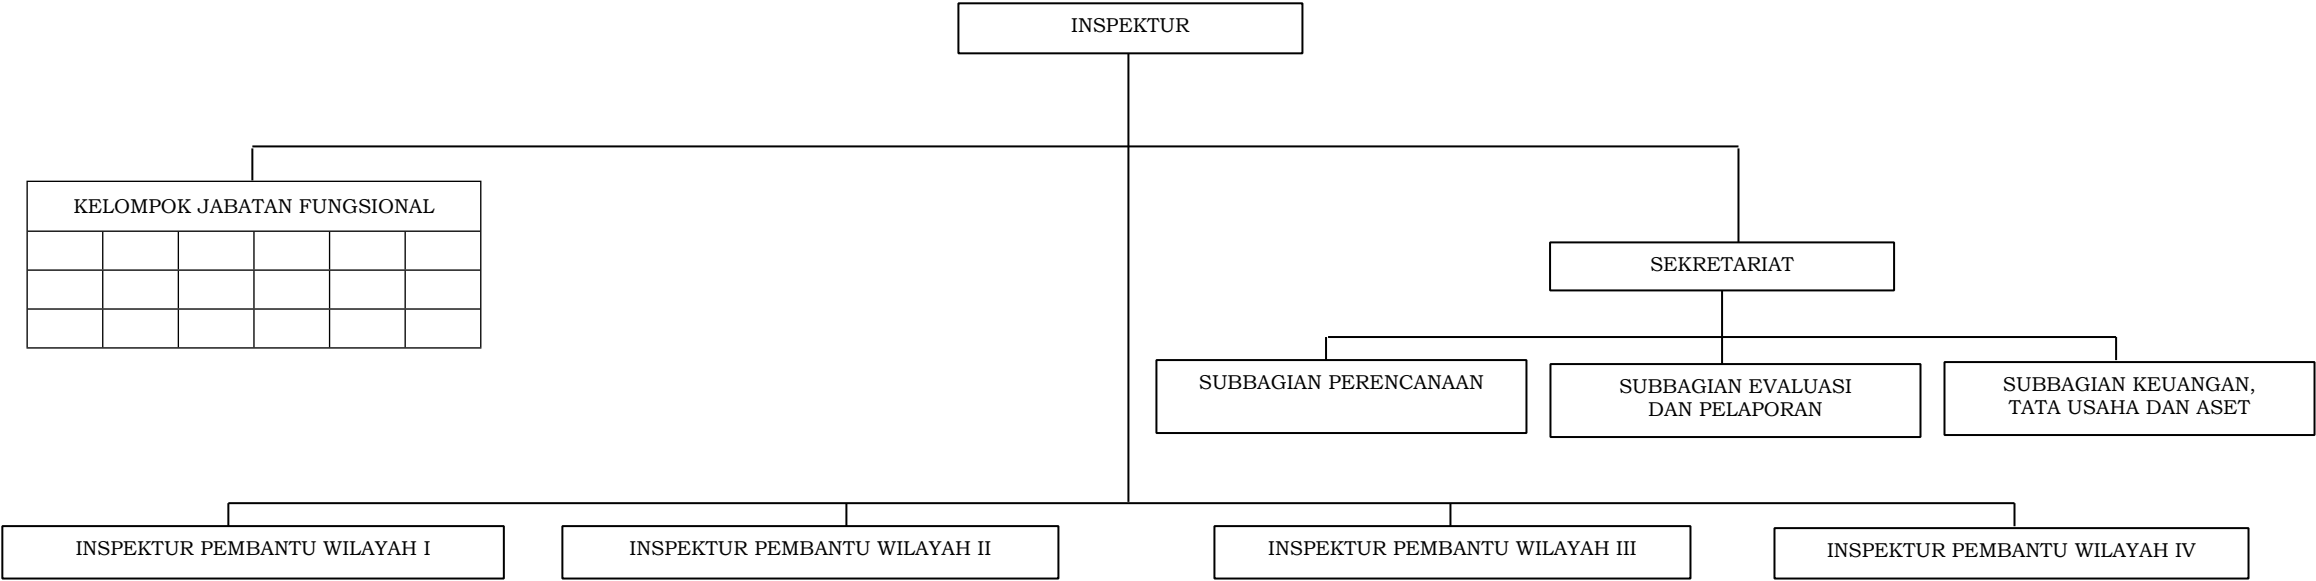 INSPEKTUR
KELOMPOK JABATAN FUNGSIONAL
SEKRETARIAT
SUBBAGIAN PERENCANAAN
SUBBAGIAN EVALUASI
DAN PELAPORAN
SUBBAGIAN KEUANGAN,
TATA USAHA DAN ASET
INSPEKTUR PEMBANTU WILAYAH I
INSPEKTUR PEMBANTU WILAYAH II
INSPEKTUR PEMBANTU WILAYAH III
INSPEKTUR PEMBANTU WILAYAH IV